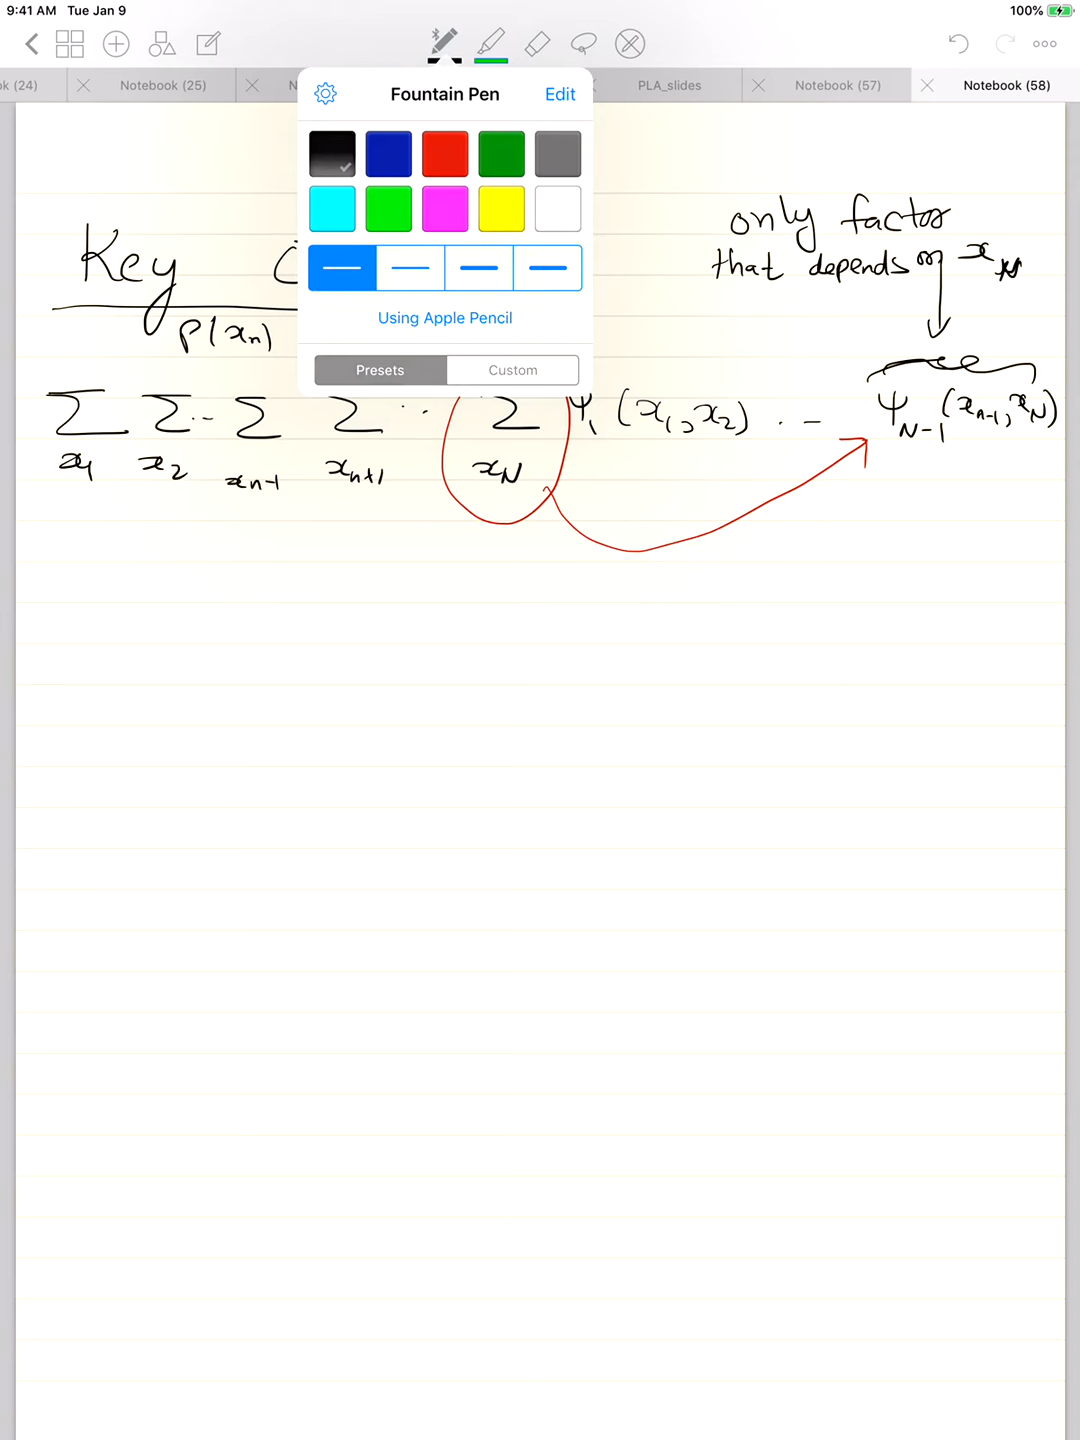 9:41 AM Tue Jan 9 100%
ok (24) Notebook (25) N PLA_slides Notebook (57) Notebook (58)
Fountain Pen Edit
Using Apple Pencil
Presets Custom
only factor
that depends on x_N
Key
P(x_n)
∑ ∑ -- ∑ ∑ ·· ∑ ψ_1 (x_1, x_2) . . _ ψ_{N-1} (x_{n-1}, x_N)
x_1 x_2 x_{n-1} x_{n+1} x_N